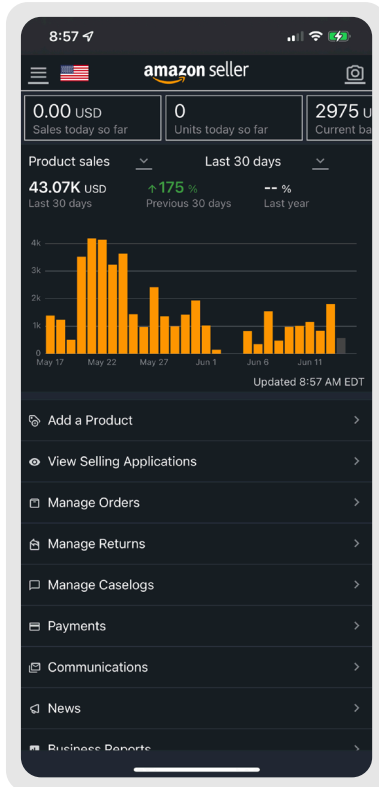 8:57
amazon seller
0.00 USD
Sales today so far
0
Units today so far
2975 U
Current ba
Product sales
Last 30 days
43.07K USD
Last 30 days
↑175 %
Previous 30 days
-- %
Last year
4k
3k
2k
1k
0
May 17 May 22 May 27 Jun 1 Jun 6 Jun 11
Updated 8:57 AM EDT
Add a Product
View Selling Applications
Manage Orders
Manage Returns
Manage Caselogs
Payments
Communications
News
Business Reports